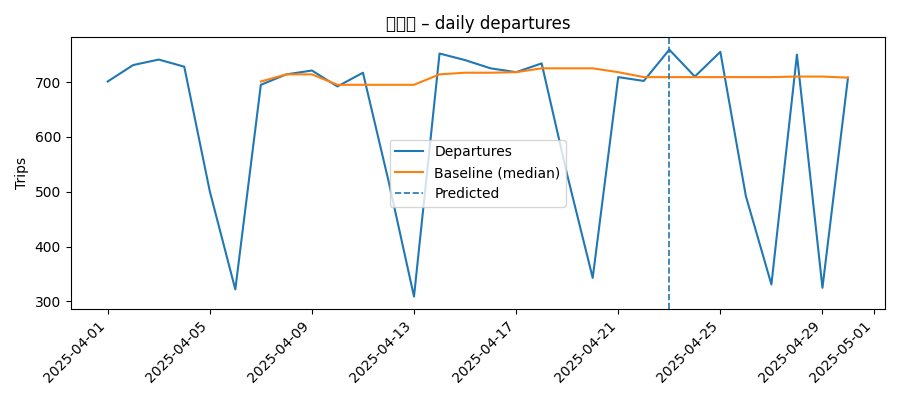 – daily departures
Trips
700
600
500
400
300
Departures
Baseline (median)
Predicted
2025-04-01
2025-04-05
2025-04-09
2025-04-13
2025-04-17
2025-04-21
2025-04-25
2025-04-29
2025-05-01